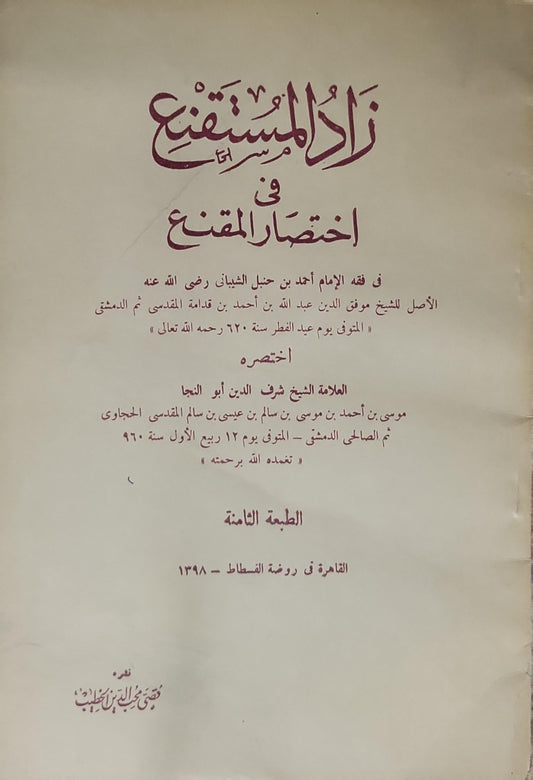 زَادُ المُسْتَقْنِع
في
اختصار المقنع
فى فقه الإمام أحمد بن حنبل الشيبانى رضى الله عنه
الأصل للشيخ موفق الدين عبد الله بن أحمد بن قدامة المقدسى ثم الدمشقى
« المتوفى يوم عيد الفطر سنة ٦٢٠ رحمه الله تعالى »
اختصره
العلامة الشيخ شرف الدين أبو النجا
موسى بن أحمد بن موسى بن سالم بن عيسى بن سالم المقدسى الحجاوى
ثم الصالحى الدمشقى – المتوفى يوم ١٢ ربيع الأول سنة ٩٦٠
« تغمده الله برحمته »
الطبعة الثامنة
القاهرة فى روضة الفسطاط – ١٣٩٨
نشره
قصى محب الدين الخطيب